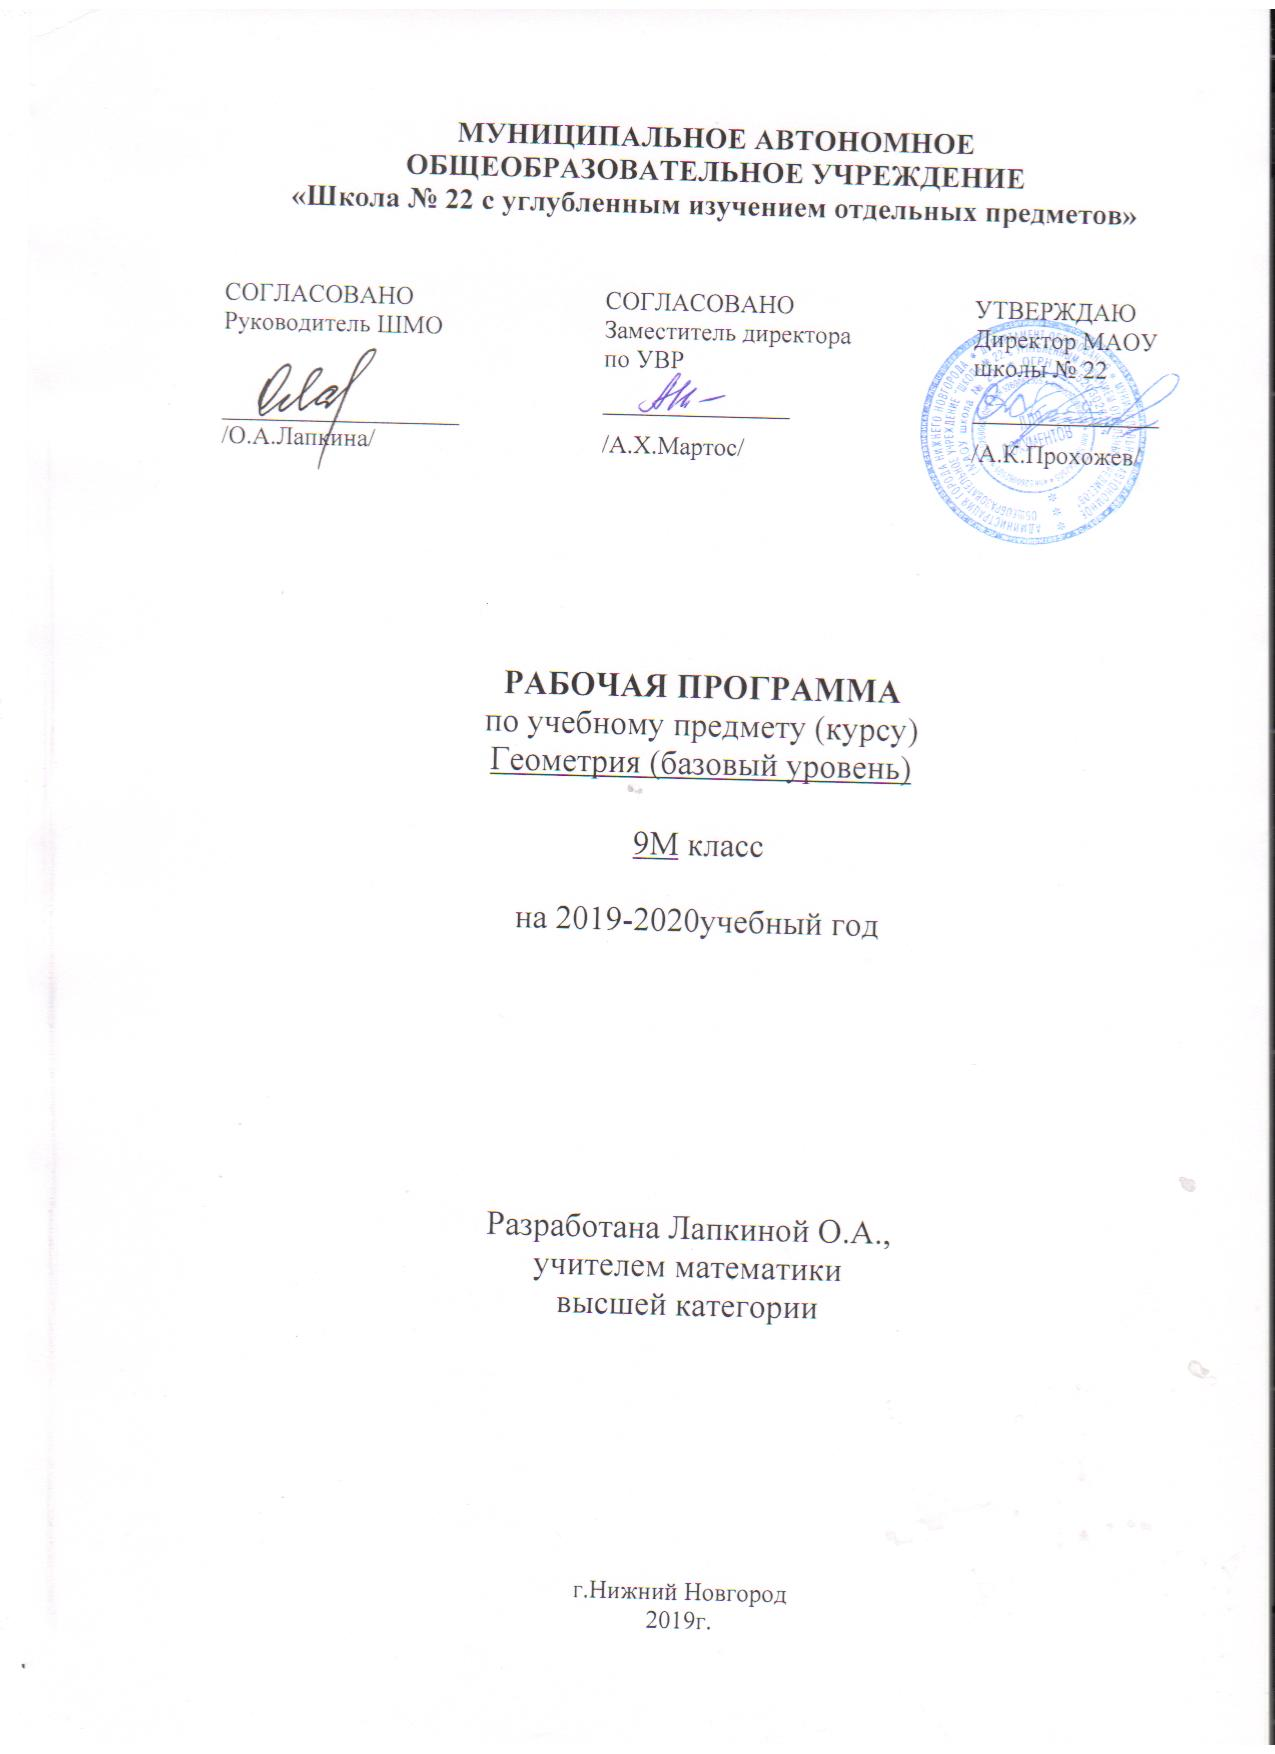 МУНИЦИПАЛЬНОЕ АВТОНОМНОЕ
ОБЩЕОБРАЗОВАТЕЛЬНОЕ УЧРЕЖДЕНИЕ
«Школа № 22 с углубленным изучением отдельных предметов»
СОГЛАСОВАНО
Руководитель ШМО
/О.А.Лапкина/
СОГЛАСОВАНО
Заместитель директора
по УВР
/А.Х.Мартос/
УТВЕРЖДАЮ
Директор МАОУ
школы № 22
/А.К.Прохожев/
РАБОЧАЯ ПРОГРАММА
по учебному предмету (курсу)
Геометрия (базовый уровень)
9М класс
на 2019-2020учебный год
Разработана Лапкиной О.А.,
учителем математики
высшей категории
г.Нижний Новгород
2019г.